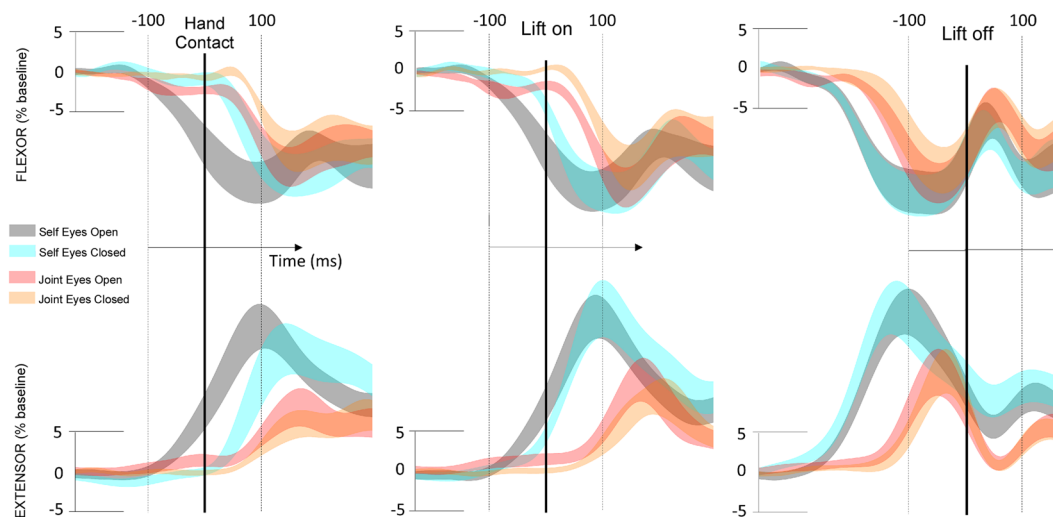 -100 Hand 100
Contact
-100 Lift on 100
Lift off 100
-100
5
0
-5
5
0
-5
5
0
-5
FLEXOR (% baseline)
Self Eyes Open
Self Eyes Closed
Joint Eyes Open
Joint Eyes Closed
Time (ms)
EXTENSOR (% baseline)
5
0
-5
5
0
-5
5
0
-5